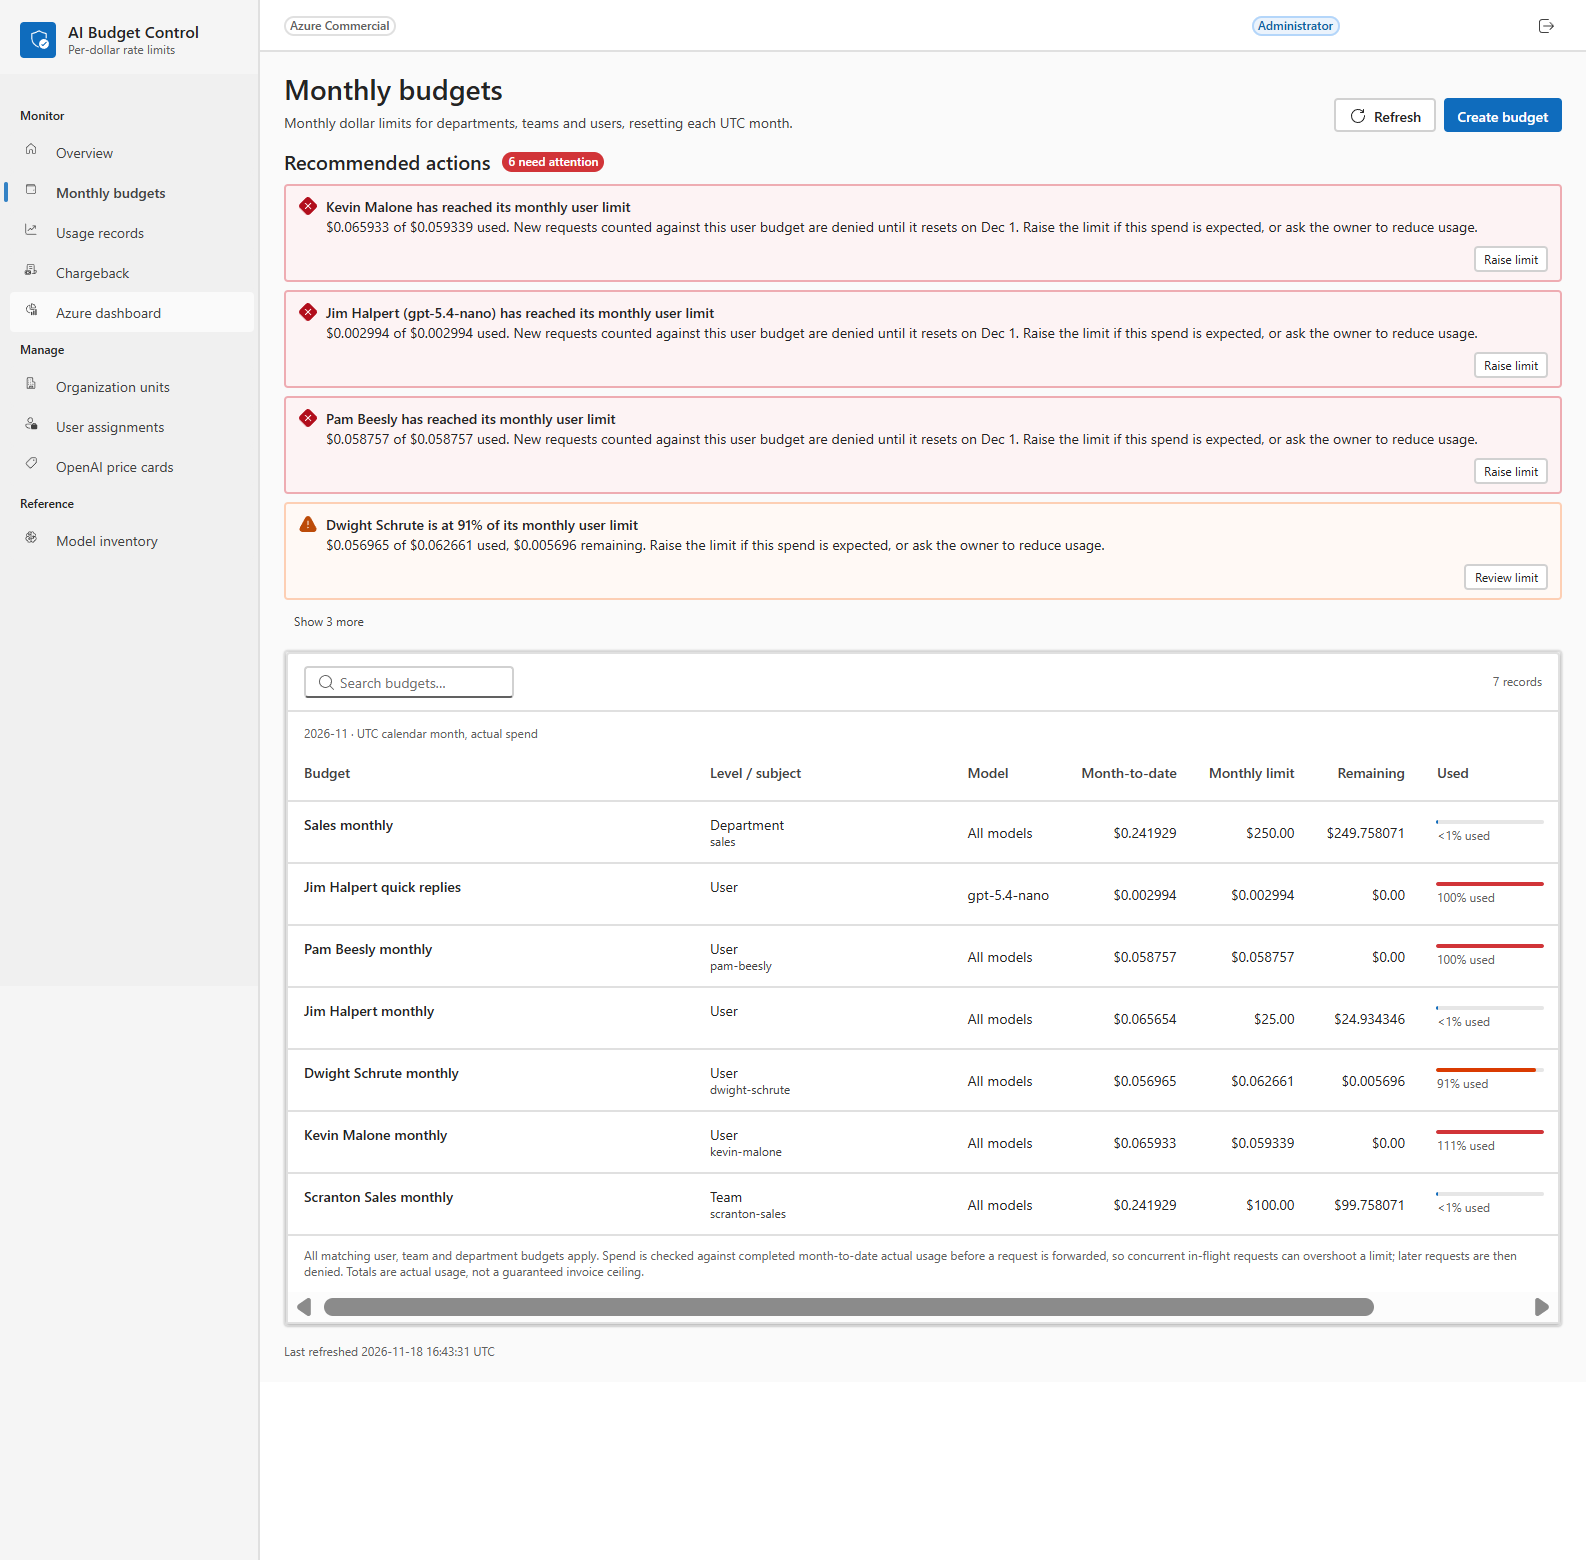 AI Budget Control
Per-dollar rate limits
Azure Commercial
Administrator
Monitor
Overview
Monthly budgets
Usage records
Chargeback
Azure dashboard
Manage
Organization units
User assignments
OpenAI price cards
Reference
Model inventory
Monthly budgets
Monthly dollar limits for departments, teams and users, resetting each UTC month.
Refresh
Create budget
Recommended actions
6 need attention
Kevin Malone has reached its monthly user limit
$0.065933 of $0.059339 used. New requests counted against this user budget are denied until it resets on Dec 1. Raise the limit if this spend is expected, or ask the owner to reduce usage.
Raise limit
Jim Halpert (gpt-5.4-nano) has reached its monthly user limit
$0.002994 of $0.002994 used. New requests counted against this user budget are denied until it resets on Dec 1. Raise the limit if this spend is expected, or ask the owner to reduce usage.
Raise limit
Pam Beesly has reached its monthly user limit
$0.058757 of $0.058757 used. New requests counted against this user budget are denied until it resets on Dec 1. Raise the limit if this spend is expected, or ask the owner to reduce usage.
Raise limit
Dwight Schrute is at 91% of its monthly user limit
$0.056965 of $0.062661 used, $0.005696 remaining. Raise the limit if this spend is expected, or ask the owner to reduce usage.
Review limit
Show 3 more
Search budgets...
7 records
2026-11 · UTC calendar month, actual spend
Budget Level / subject Model Month-to-date Monthly limit Remaining Used
Sales monthly Department sales All models $0.241929 $250.00 $249.758071 <1% used
Jim Halpert quick replies User gpt-5.4-nano $0.002994 $0.002994 $0.00 100% used
Pam Beesly monthly User pam-beesly All models $0.058757 $0.058757 $0.00 100% used
Jim Halpert monthly User All models $0.065654 $25.00 $24.934346 <1% used
Dwight Schrute monthly User dwight-schrute All models $0.056965 $0.062661 $0.005696 91% used
Kevin Malone monthly User kevin-malone All models $0.065933 $0.059339 $0.00 111% used
Scranton Sales monthly Team scranton-sales All models $0.241929 $100.00 $99.758071 <1% used
All matching user, team and department budgets apply. Spend is checked against completed month-to-date actual usage before a request is forwarded, so concurrent in-flight requests can overshoot a limit; later requests are then
denied. Totals are actual usage, not a guaranteed invoice ceiling.
Last refreshed 2026-11-18 16:43:31 UTC